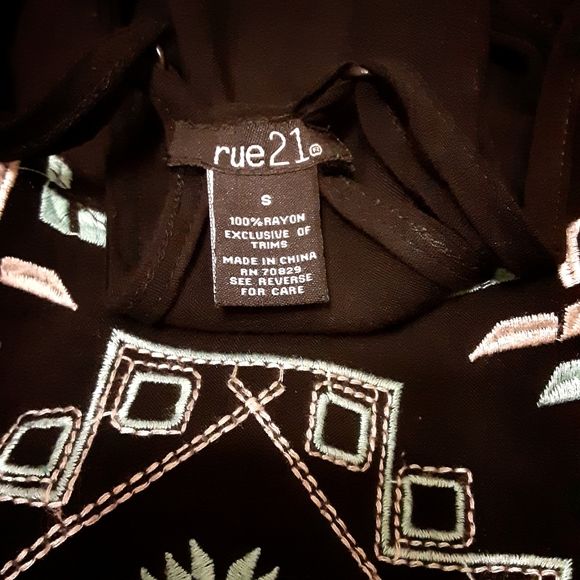 rue21®
S
100% RAYON
EXCLUSIVE OF
TRIMS
MADE IN CHINA
RN 70829
SEE REVERSE
FOR CARE